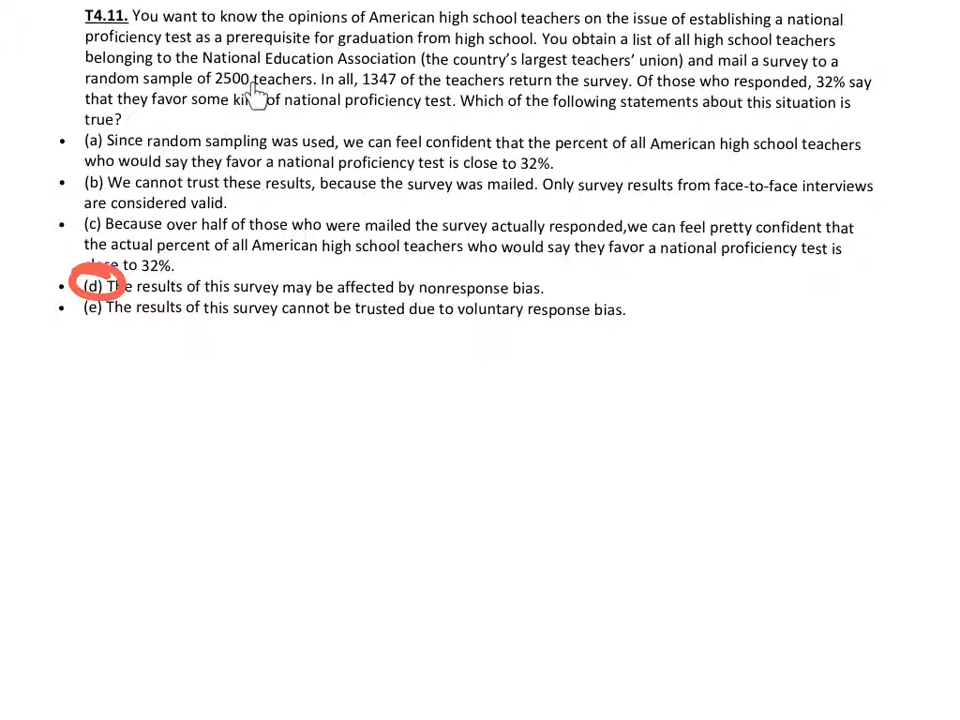 T4.11. You want to know the opinions of American high school teachers on the issue of establishing a national
proficiency test as a prerequisite for graduation from high school. You obtain a list of all high school teachers
belonging to the National Education Association (the country's largest teachers' union) and mail a survey to a
random sample of 2500 teachers. In all, 1347 of the teachers return the survey. Of those who responded, 32% say
that they favor some of national proficiency test. Which of the following statements about this situation is
true?
• (a) Since random sampling was used, we can feel confident that the percent of all American high school teachers
who would say they favor a national proficiency test is close to 32%.
• (b) We cannot trust these results, because the survey was mailed. Only survey results from face-to-face interviews
are considered valid.
• (c) Because over half of those who were mailed the survey actually responded,we can feel pretty confident that
the actual percent of all American high school teachers who would say they favor a national proficiency test is
to 32%.
• (d) The results of this survey may be affected by nonresponse bias.
• (e) The results of this survey cannot be trusted due to voluntary response bias.